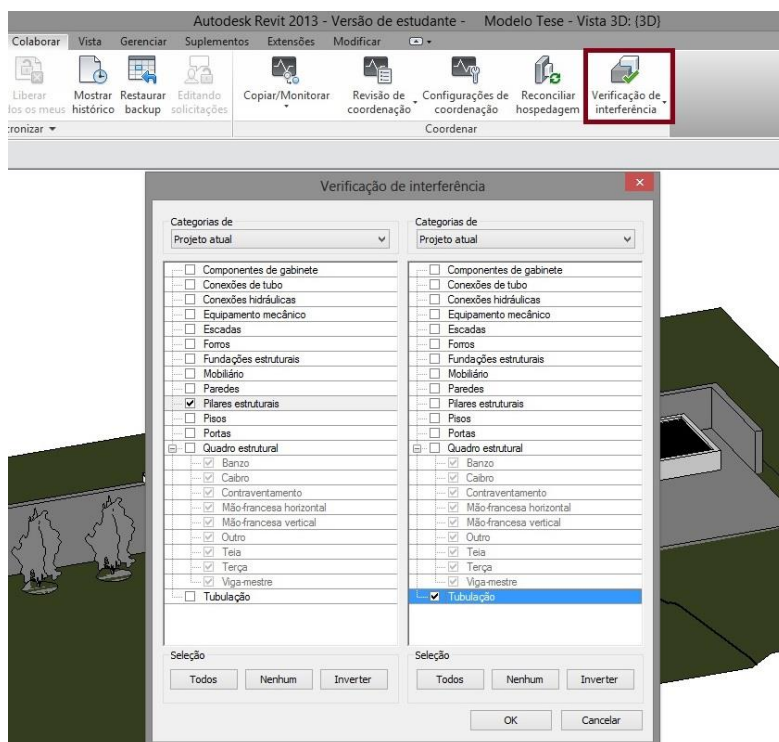 Autodesk Revit 2013 - Versão de estudante - Modelo Tese - Vista 3D: {3D}
Colaborar Vista Gerenciar Suplementos Extensões Modificar
Liberar Mostrar Restaurar Editando Copiar/Monitorar Revisão de Configurações de Reconciliar Verificação de
dos os meus histórico backup solicitações coordenação coordenação hospedagem interferência
cronizar Coordenar
Verificação de interferência
Categorias de Categorias de
Projeto atual Projeto atual
Componentes de gabinete Componentes de gabinete
Conexões de tubo Conexões de tubo
Conexões hidráulicas Conexões hidráulicas
Equipamento mecânico Equipamento mecânico
Escadas Escadas
Forros Forros
Fundações estruturais Fundações estruturais
Mobiliário Mobiliário
Paredes Paredes
Pilares estruturais Pilares estruturais
Pisos Pisos
Portas Portas
Quadro estrutural Quadro estrutural
Banzo Banzo
Caibro Caibro
Contraventamento Contraventamento
Mão-francesa horizontal Mão-francesa horizontal
Mão-francesa vertical Mão-francesa vertical
Outro Outro
Teia Teia
Terça Terça
Viga-mestre Viga-mestre
Tubulação Tubulação
Seleção Seleção
Todos Nenhum Inverter Todos Nenhum Inverter
OK Cancelar